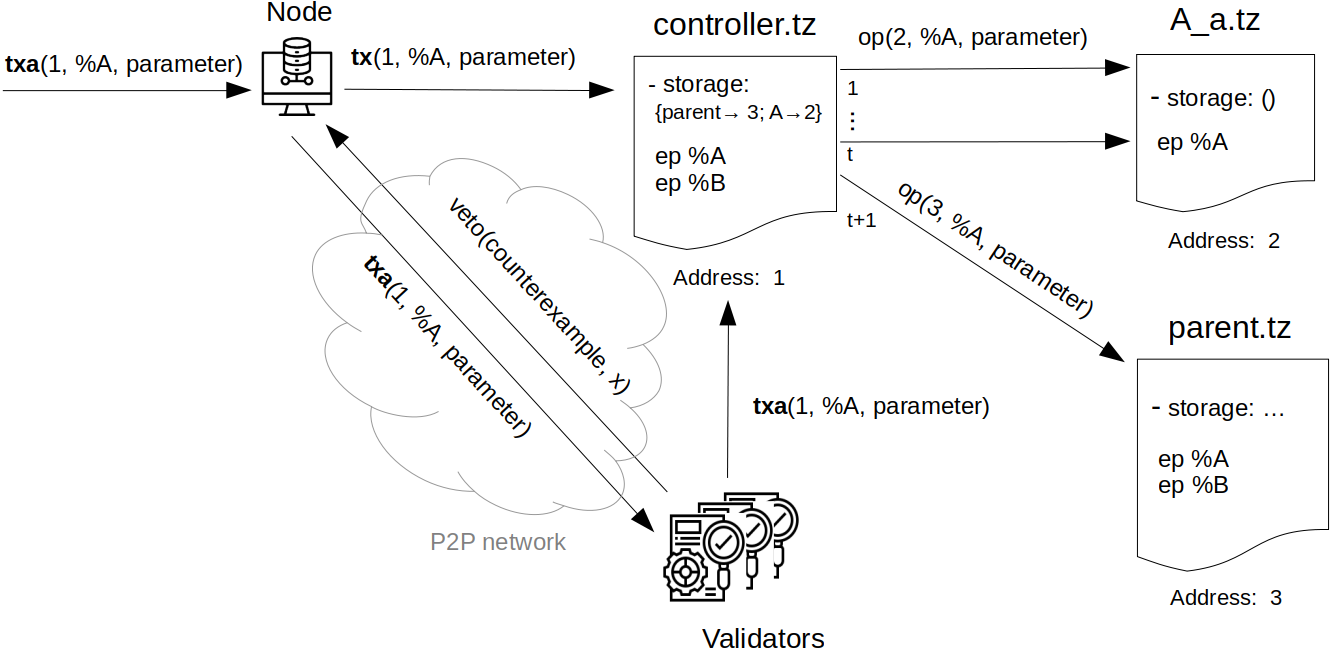 Node
txa(1, %A, parameter)
tx(1, %A, parameter)
controller.tz
- storage:
{parent→ 3; A→2}
ep %A
ep %B
Address: 1
op(2, %A, parameter)
1
⋮
t
t+1
op(3, %A, parameter)
A_a.tz
- storage: ()
ep %A
Address: 2
parent.tz
- storage: ...
ep %A
ep %B
Address: 3
veto(counterexample, x)
txa(1, %A, parameter)
P2P network
txa(1, %A, parameter)
Validators